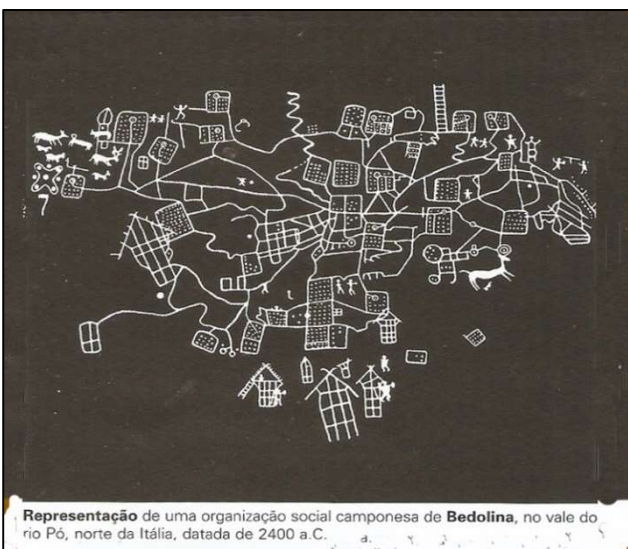 Representação de uma organização social camponesa de Bedolina, no vale do
rio Pó, norte da Itália, datada de 2400 a.C.